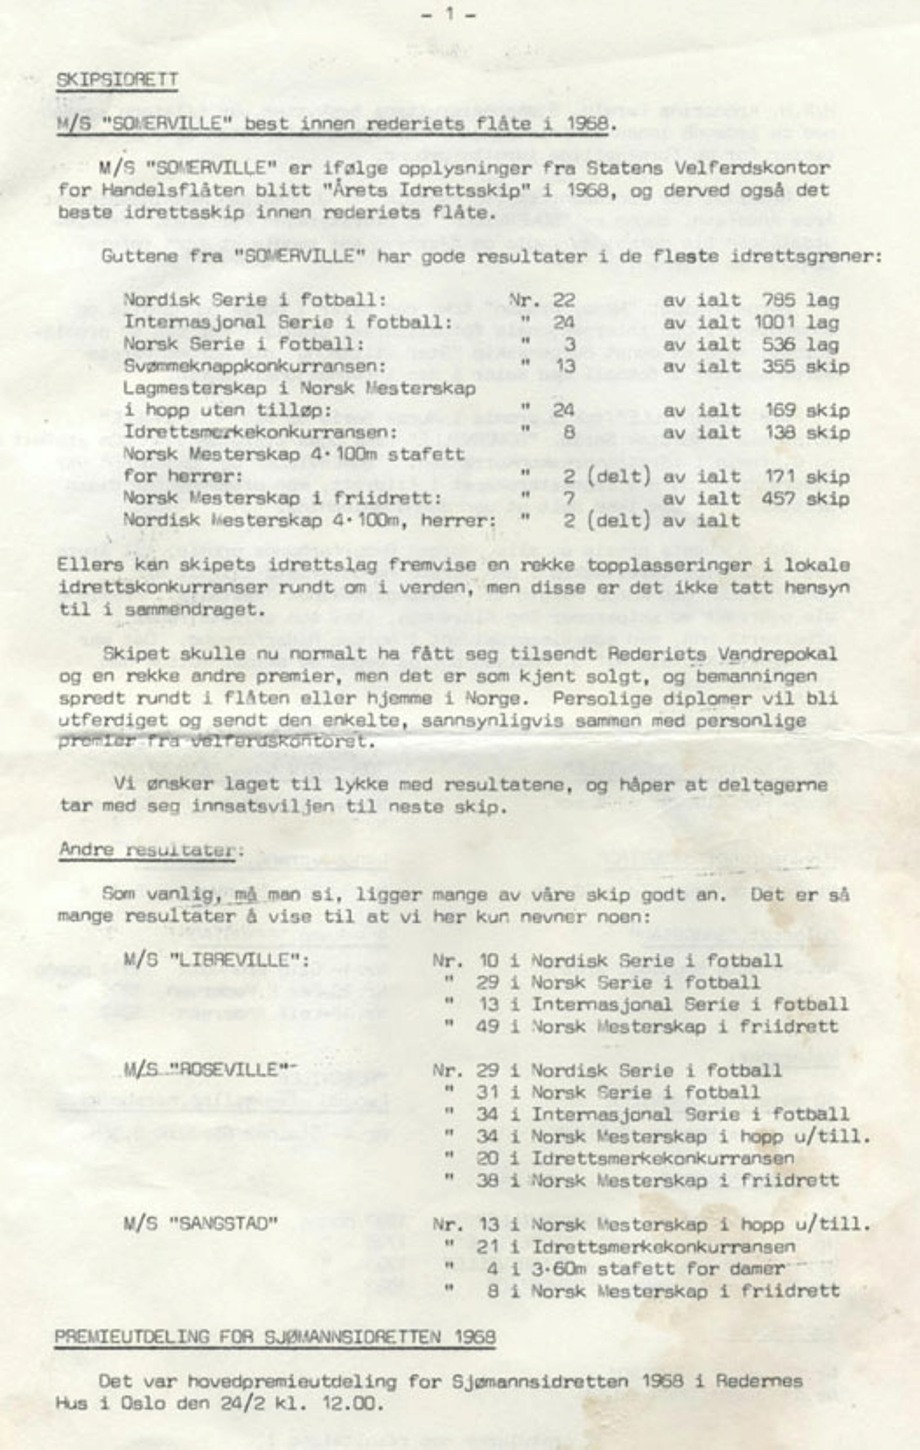 - 1 -
SKIPSIDRETT
M/S "SOMERVILLE" best innen rederiets flåte i 1968.
M/S "SOMERVILLE" er ifølge opplysninger fra Statens Velferdskontor
for Handelsflåten blitt "Årets Idrettsskip" i 1968, og derved også det
beste idrettsskip innen rederiets flåte.
Guttene fra "SOMERVILLE" har gode resultater i de fleste idrettsgrener:
Nordisk Serie i fotball: Nr. 22 av ialt 785 lag
Internasjonal Serie i fotball: " 24 av ialt 1001 lag
Norsk Serie i fotball: " 3 av ialt 536 lag
Svømmeknappkonkurransen: " 13 av ialt 355 skip
Lagmesterskap i Norsk Mesterskap
i hopp uten tilløp: " 24 av ialt 169 skip
Idrettsmerkekonkurransen: " 8 av ialt 138 skip
Norsk Mesterskap 4·100m stafett
for herrer: " 2 (delt) av ialt 171 skip
Norsk Mesterskap i friidrett: " 7 av ialt 457 skip
Nordisk Mesterskap 4·100m, herrer: " 2 (delt) av ialt
Ellers kan skipets idrettslag fremvise en rekke topplasseringer i lokale
idrettskonkurranser rundt om i verden, men disse er det ikke tatt hensyn
til i sammendraget.
Skipet skulle nu normalt ha fått seg tilsendt Rederiets Vandrepokal
og en rekke andre premier, men det er som kjent solgt, og bemanningen
spredt rundt i flåten eller hjemme i Norge. Persolige diplomer vil bli
utferdiget og sendt den enkelte, sannsynligvis sammen med personlige
premier fra velferdskontoret.
Vi ønsker laget til lykke med resultatene, og håper at deltagerne
tar med seg innsatsviljen til neste skip.
Andre resultater:
Som vanlig, må man si, ligger mange av våre skip godt an. Det er så
mange resultater å vise til at vi her kun nevner noen:
M/S "LIBREVILLE": Nr. 10 i Nordisk Serie i fotball
" 29 i Norsk Serie i fotball
" 13 i Internasjonal Serie i fotball
" 49 i Norsk Mesterskap i friidrett
M/S "ROSEVILLE" Nr. 29 i Nordisk Serie i fotball
" 31 i Norsk Serie i fotball
" 34 i Internasjonal Serie i fotball
" 34 i Norsk Mesterskap i hopp u/till.
" 20 i Idrettsmerkekonkurransen
" 38 i Norsk Mesterskap i friidrett
M/S "SANGSTAD" Nr. 13 i Norsk Mesterskap i hopp u/till.
" 21 i Idrettsmerkekonkurransen
" 4 i 3·60m stafett for damer
" 8 i Norsk Mesterskap i friidrett
PREMIEUTDELING FOR SJØMANNSIDRETTEN 1968
Det var hovedpremieutdeling for Sjømannsidretten 1968 i Redernes
Hus i Oslo den 24/2 kl. 12.00.